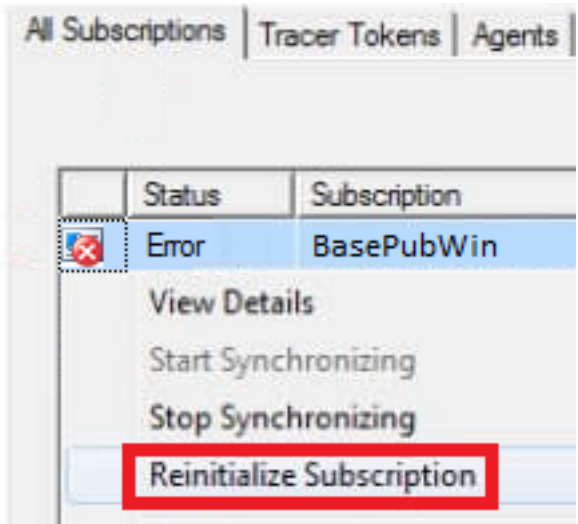 All Subscriptions Tracer Tokens Agents
Status Subscription
Error BasePubWin
View Details
Start Synchronizing
Stop Synchronizing
Reinitialize Subscription